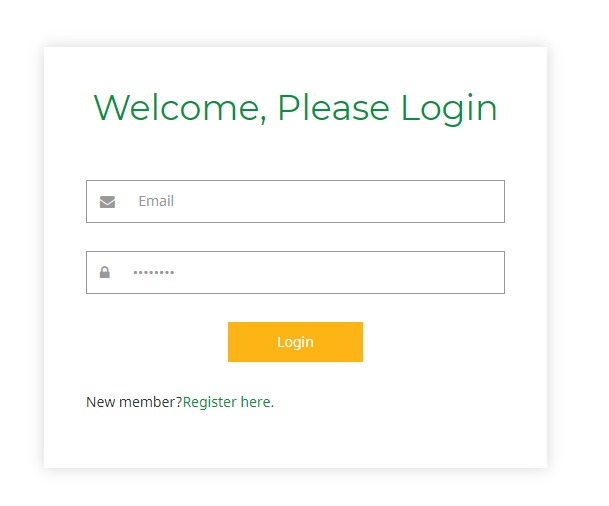 Welcome, Please Login
Email
••••••••
Login
New member?Register here.